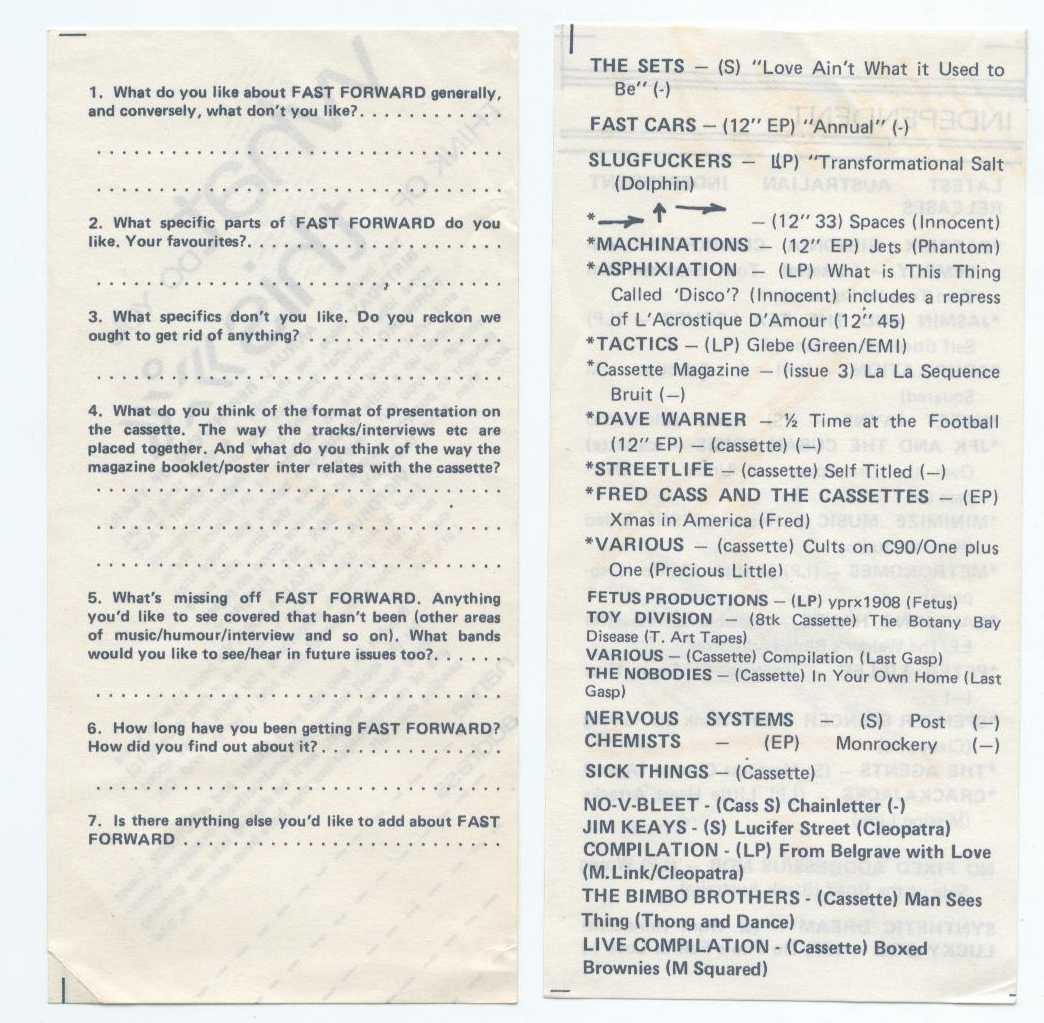 1. What do you like about FAST FORWARD generally,
and conversely, what don't you like?. . . . . . . . . . . .
2. What specific parts of FAST FORWARD do you
like. Your favourites?. . . . . . . . . . . . . . . . . . . . . . .
3. What specifics don't you like. Do you reckon we
ought to get rid of anything? . . . . . . . . . . . . . . . . .
4. What do you think of the format of presentation on
the cassette. The way the tracks/interviews etc are
placed together. And what do you think of the way the
magazine booklet/poster inter relates with the cassette?
5. What's missing off FAST FORWARD. Anything
you'd like to see covered that hasn't been (other areas
of music/humour/interview and so on). What bands
would you like to see/hear in future issues too?. . . . . .
6. How long have you been getting FAST FORWARD?
How did you find out about it? . . . . . . . . . . . . . . . .
7. Is there anything else you'd like to add about FAST
FORWARD . . . . . . . . . . . . . . . . . . . . . . . . . . . .
THE SETS — (S) "Love Ain't What it Used to
Be" (-)
FAST CARS — (12" EP) "Annual" (-)
SLUGFUCKERS — (LP) "Transformational Salt
(Dolphin)
* → ↑ → — (12" 33) Spaces (Innocent)
*MACHINATIONS — (12" EP) Jets (Phantom)
*ASPHIXIATION — (LP) What is This Thing
Called 'Disco'? (Innocent) includes a repress
of L'Acrostique D'Amour (12" 45)
*TACTICS — (LP) Glebe (Green/EMI)
*Cassette Magazine — (issue 3) La La Sequence
Bruit (—)
*DAVE WARNER — ½ Time at the Football
(12" EP) — (cassette) (—)
*STREETLIFE — (cassette) Self Titled (—)
*FRED CASS AND THE CASSETTES — (EP)
Xmas in America (Fred)
*VARIOUS — (cassette) Cults on C90/One plus
One (Precious Little)
FETUS PRODUCTIONS — (LP) yprx1908 (Fetus)
TOY DIVISION — (8tk Cassette) The Botany Bay
Disease (T. Art Tapes)
VARIOUS — (Cassette) Compilation (Last Gasp)
THE NOBODIES — (Cassette) In Your Own Home (Last
Gasp)
NERVOUS SYSTEMS — (S) Post (—)
CHEMISTS — (EP) Monrockery (—)
SICK THINGS — (Cassette)
NO-V-BLEET - (Cass S) Chainletter (-)
JIM KEAYS - (S) Lucifer Street (Cleopatra)
COMPILATION - (LP) From Belgrave with Love
(M.Link/Cleopatra)
THE BIMBO BROTHERS - (Cassette) Man Sees
Thing (Thong and Dance)
LIVE COMPILATION - (Cassette) Boxed
Brownies (M Squared)